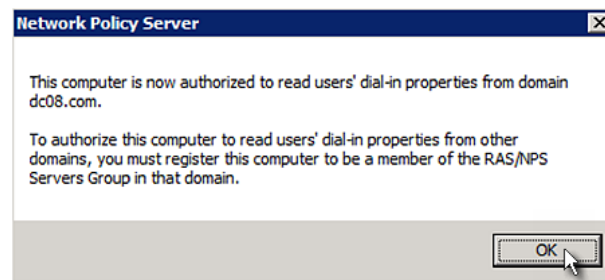 Network Policy Server
This computer is now authorized to read users' dial-in properties from domain
dc08.com.
To authorize this computer to read users' dial-in properties from other
domains, you must register this computer to be a member of the RAS/NPS
Servers Group in that domain.
OK